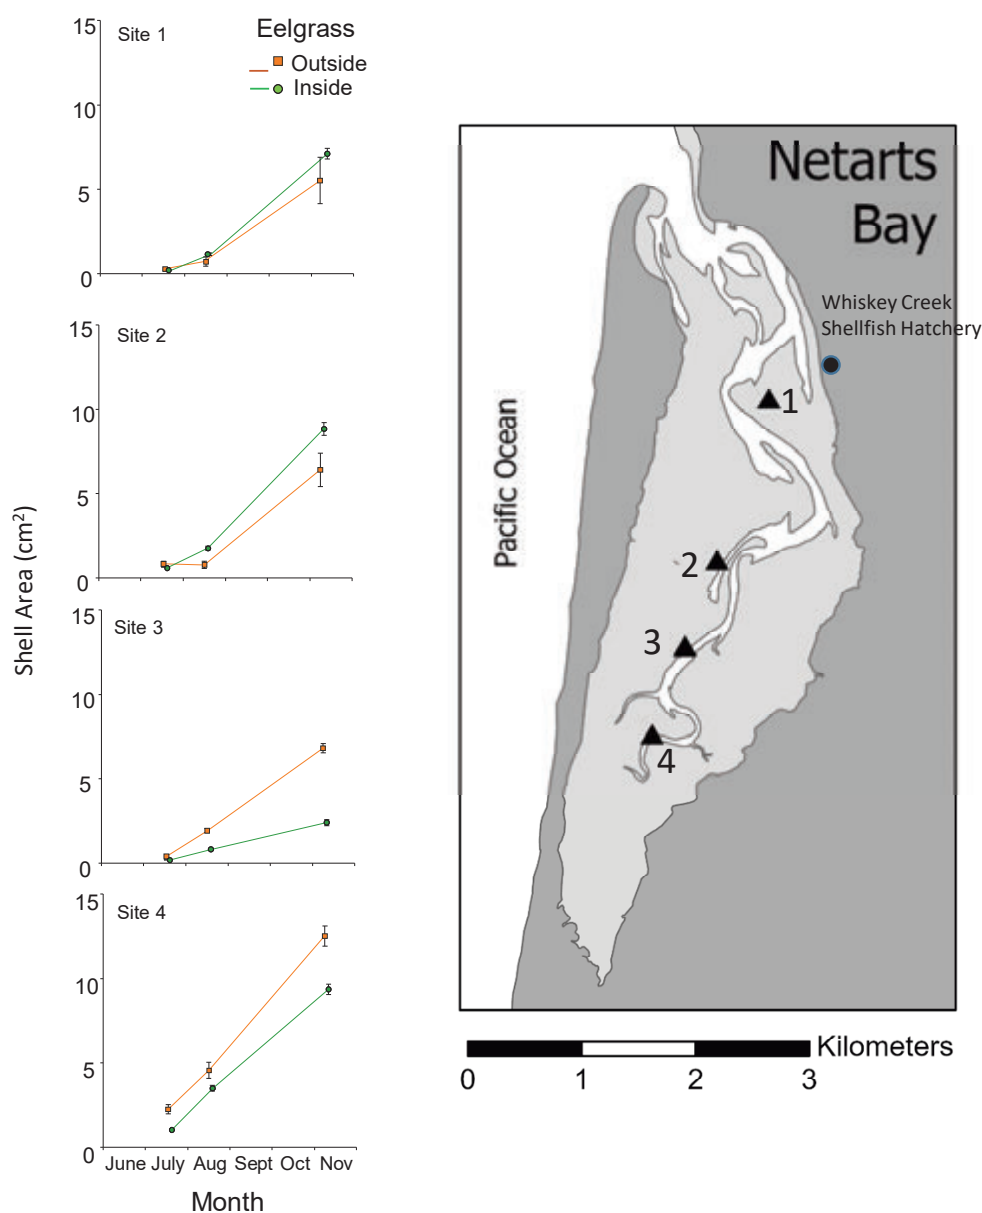 15
10
5
0
Site 1
Eelgrass
Outside
Inside
15
10
5
0
Site 2
15
10
5
0
Site 3
15
10
5
0
Site 4
Shell Area (cm²)
June July Aug Sept Oct Nov
Month
Netarts
Bay
Whiskey Creek
Shellfish Hatchery
Pacific Ocean
1
2
3
4
Kilometers
0 1 2 3